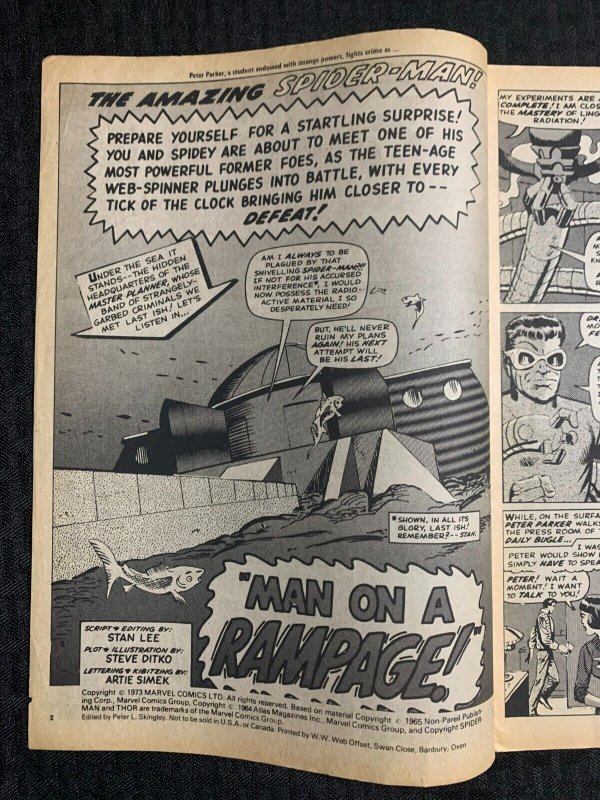 Peter Parker, a student endowed with strange powers, fights crime as ...
THE AMAZING SPIDER-MAN!
PREPARE YOURSELF FOR A STARTLING SURPRISE!
YOU AND SPIDEY ARE ABOUT TO MEET ONE OF HIS
MOST POWERFUL FORMER FOES, AS THE TEEN-AGE
WEB-SPINNER PLUNGES INTO BATTLE, WITH EVERY
TICK OF THE CLOCK BRINGING HIM CLOSER TO --
DEFEAT!
UNDER THE SEA IT
STANDS--THE HIDDEN
HEADQUARTERS OF THE
MASTER PLANNER, WHOSE
BAND OF STRANGELY-
GARBED CRIMINALS WE
MET LAST ISH! LET'S
LISTEN IN...
AM I ALWAYS TO BE
PLAGUED BY THAT
SNIVELLING SPIDER-MAN?!!
IF NOT FOR HIS ACCURSED
INTERFERENCE*, I WOULD
NOW POSSESS THE RADIO-
ACTIVE MATERIAL I SO
DESPERATELY NEED!
BUT, HE'LL NEVER
RUIN MY PLANS
AGAIN! HIS NEXT
ATTEMPT WILL
BE HIS LAST!
*SHOWN, IN ALL ITS
GLORY, LAST ISH!
REMEMBER? -- STAN.
"MAN ON A
RAMPAGE!"
SCRIPT & EDITING BY:
STAN LEE
PLOT & ILLUSTRATION BY:
STEVE DITKO
LETTERING & KIBITZING BY:
ARTIE SIMEK
Copyright © 1973 MARVEL COMICS LTD. All rights reserved. Based on material Copyright © 1965 Non-Pareil Publish-
ing Corp., Marvel Comics Group, Copyright © 1964 Atlas Magazines Inc., Marvel Comics Group, and Copyright SPIDER-
MAN and THOR are trademarks of the Marvel Comics Group.
Edited by Peter L. Skingley. Not to be sold in U.S.A. or Canada. Printed by W.W. Web Offset, Swan Close, Banbury, Oxen
2
MY EXPERIMENTS ARE
COMPLETE! I AM CLOS
THE MASTERY OF
RADIATION!
WHILE, ON THE SURFA
PETER PARKER WALKS
THE PRESS ROOM OF
DAILY BUGLE...
I WAS
PETER WOULD SHOW
SIMPLY HAVE TO SPEA
PETER! WAIT A
MOMENT! I WANT
TO TALK TO YOU!